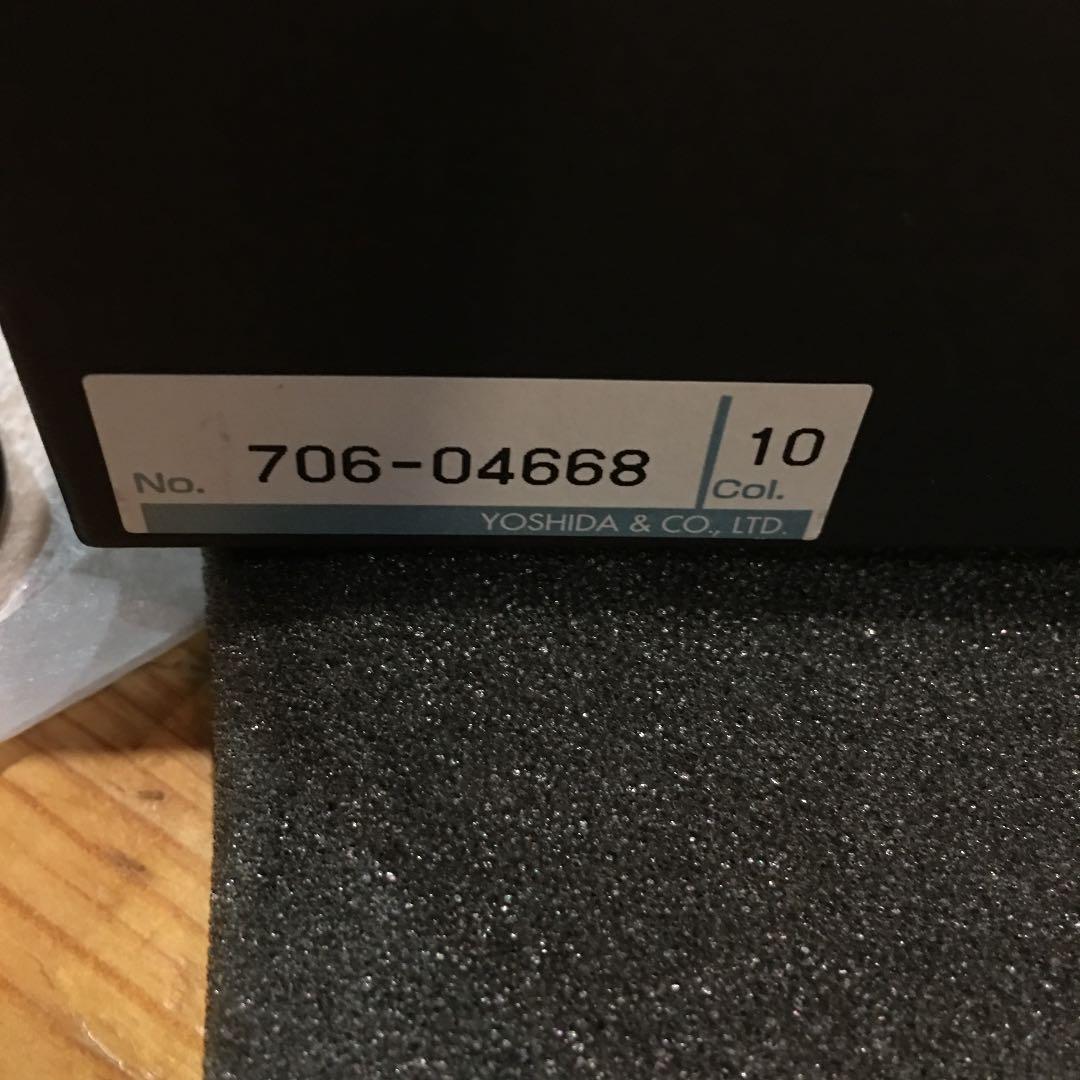 No. 706-04668
Col. 10
YOSHIDA & CO., LTD.